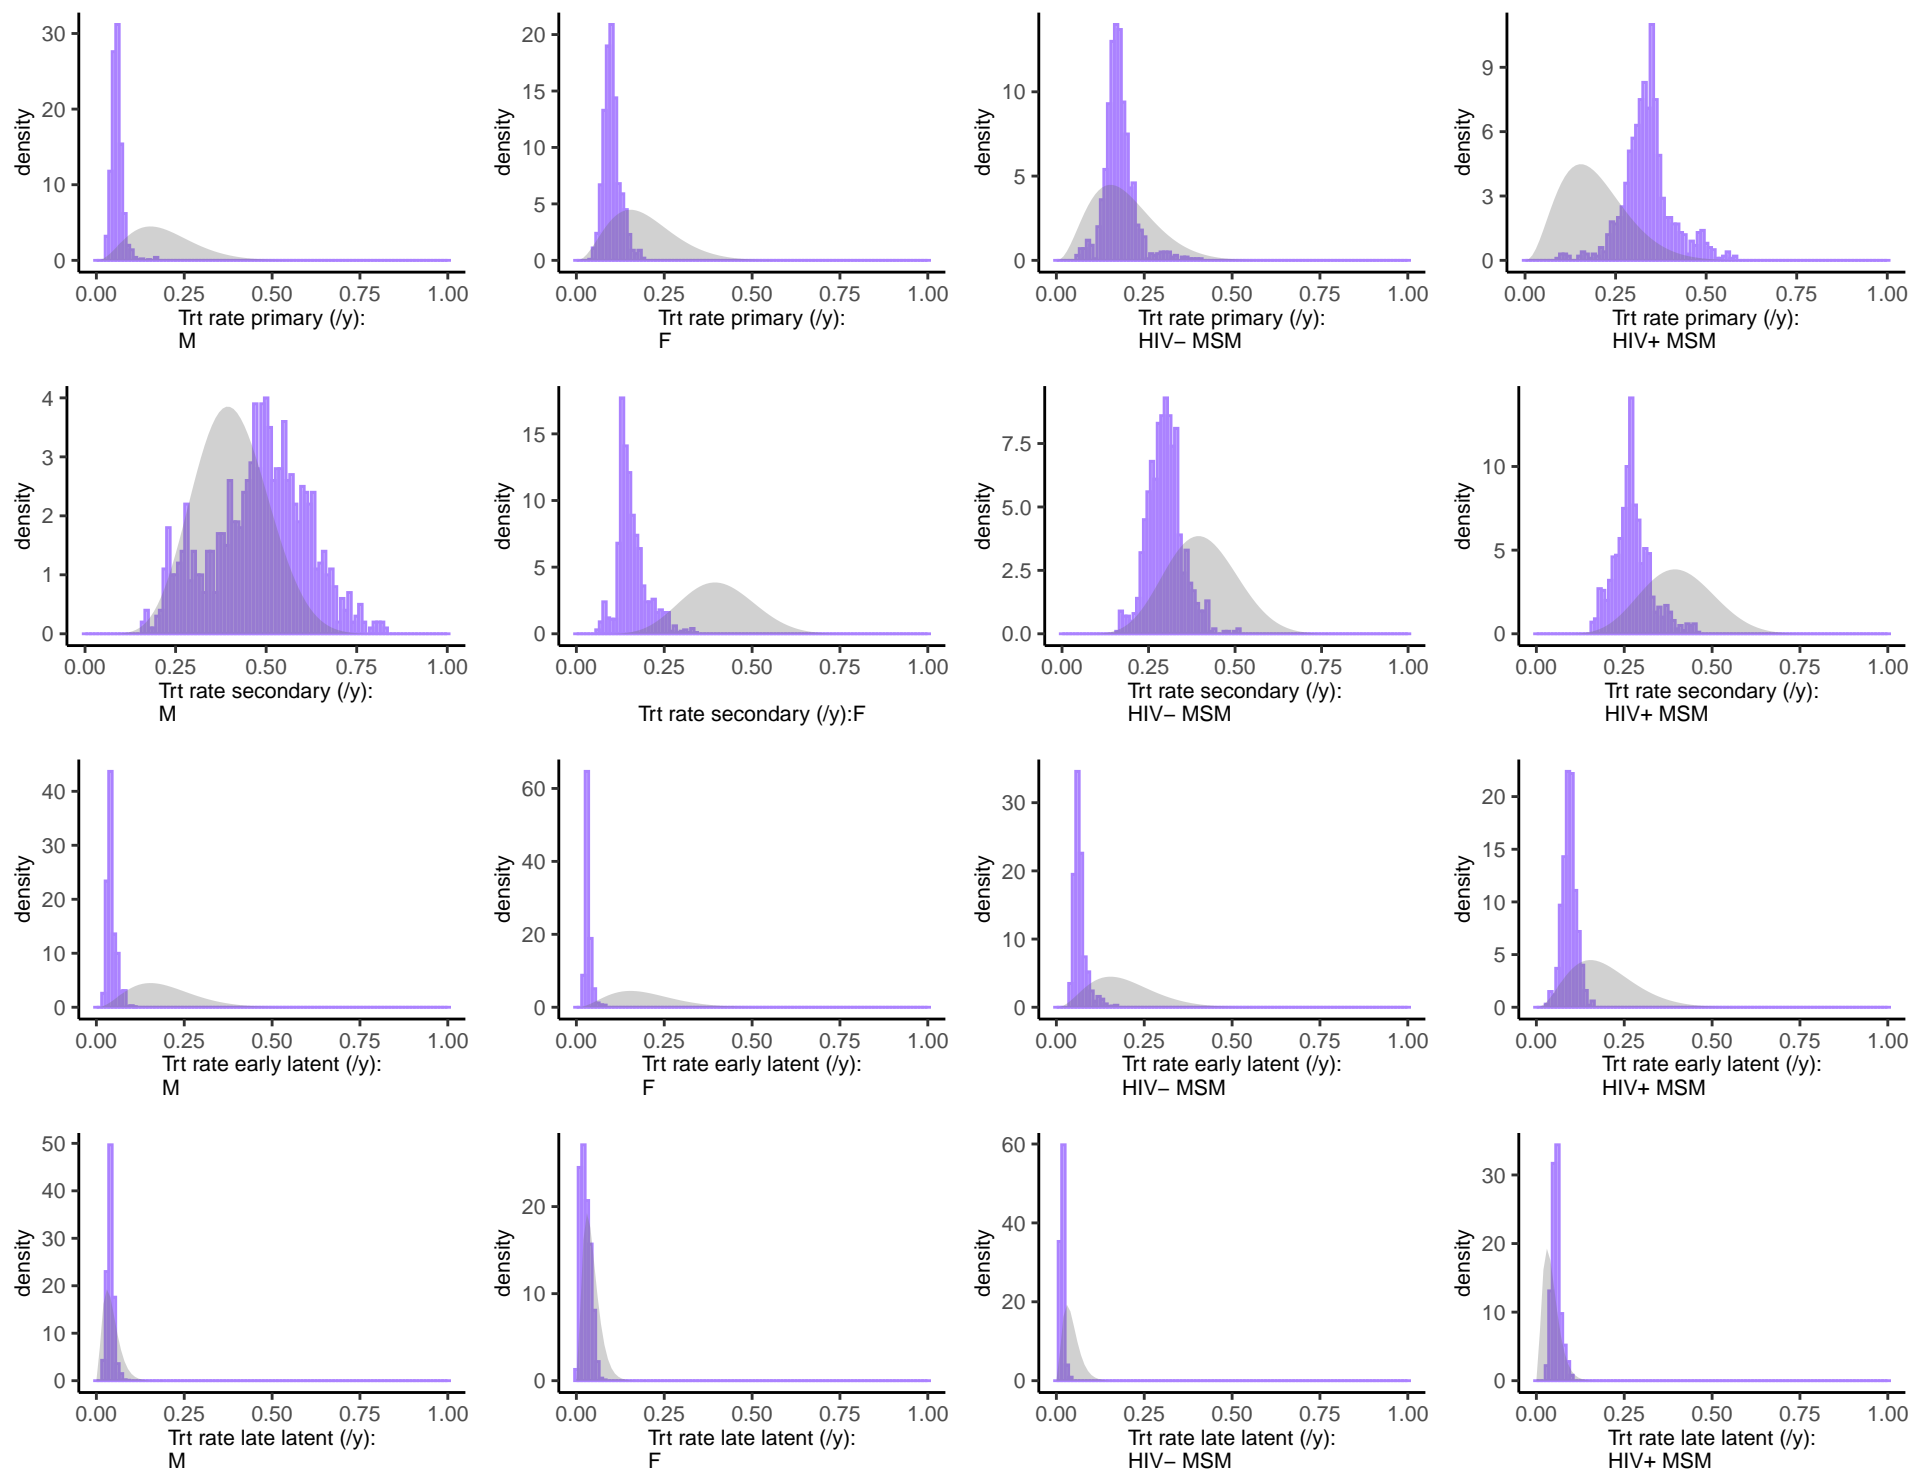 30
20
10
0
density
0.00 0.25 0.50 0.75 1.00
Trt rate primary (/y):
M
20
15
10
5
0
density
0.00 0.25 0.50 0.75 1.00
Trt rate primary (/y):
F
10
5
0
density
0.00 0.25 0.50 0.75 1.00
Trt rate primary (/y):
HIV− MSM
9
6
3
0
density
0.00 0.25 0.50 0.75 1.00
Trt rate primary (/y):
HIV+ MSM
4
3
2
1
0
density
0.00 0.25 0.50 0.75 1.00
Trt rate secondary (/y):
M
15
10
5
0
density
0.00 0.25 0.50 0.75 1.00
Trt rate secondary (/y):F
7.5
5.0
2.5
0.0
density
0.00 0.25 0.50 0.75 1.00
Trt rate secondary (/y):
HIV− MSM
10
5
0
density
0.00 0.25 0.50 0.75 1.00
Trt rate secondary (/y):
HIV+ MSM
40
30
20
10
0
density
0.00 0.25 0.50 0.75 1.00
Trt rate early latent (/y):
M
60
40
20
0
density
0.00 0.25 0.50 0.75 1.00
Trt rate early latent (/y):
F
30
20
10
0
density
0.00 0.25 0.50 0.75 1.00
Trt rate early latent (/y):
HIV− MSM
20
15
10
5
0
density
0.00 0.25 0.50 0.75 1.00
Trt rate early latent (/y):
HIV+ MSM
50
40
30
20
10
0
density
0.00 0.25 0.50 0.75 1.00
Trt rate late latent (/y):
M
20
10
0
density
0.00 0.25 0.50 0.75 1.00
Trt rate late latent (/y):
F
60
40
20
0
density
0.00 0.25 0.50 0.75 1.00
Trt rate late latent (/y):
HIV− MSM
30
20
10
0
density
0.00 0.25 0.50 0.75 1.00
Trt rate late latent (/y):
HIV+ MSM